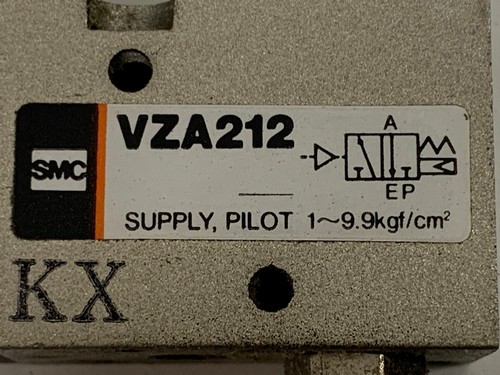 SMC
VZA212
A
EP
SUPPLY, PILOT 1~9.9kgf/cm²
KX